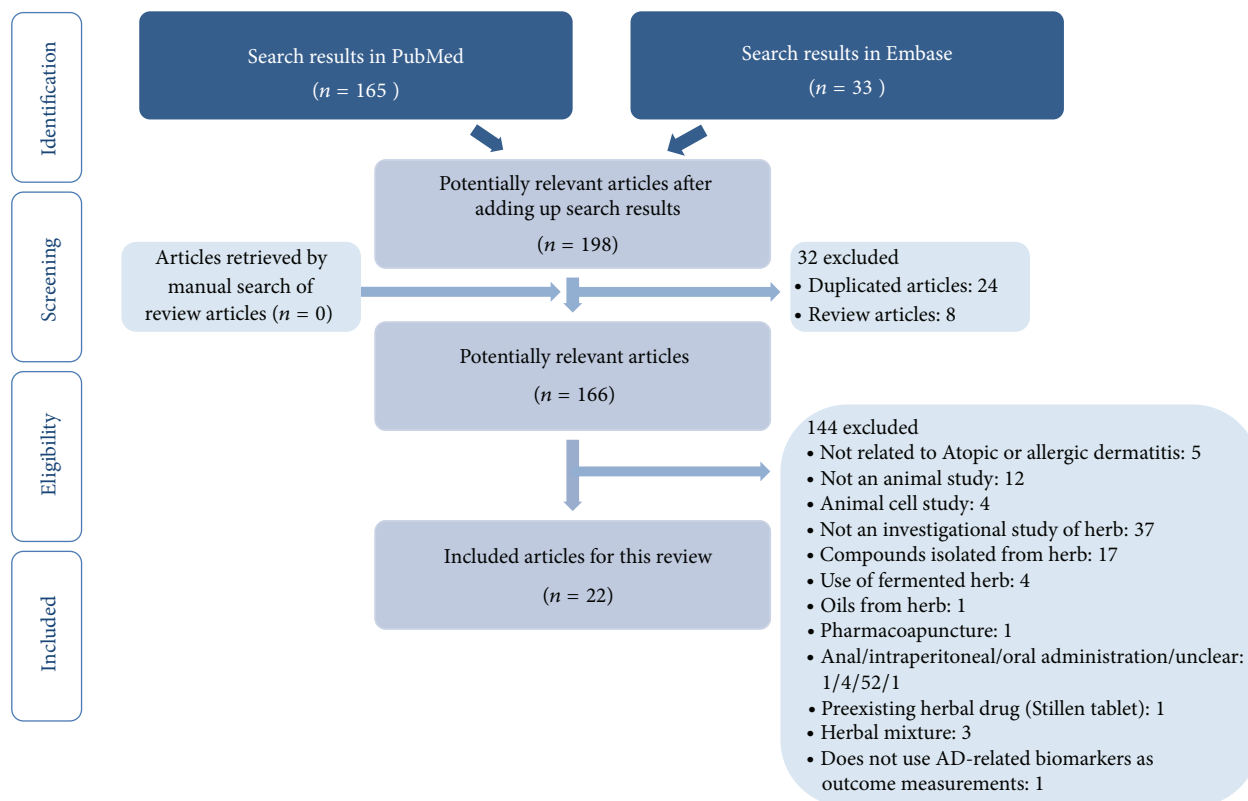 Identification
Search results in PubMed
(n = 165 )
Search results in Embase
(n = 33 )
Potentially relevant articles after
adding up search results
(n = 198)
Screening
Articles retrieved by
manual search of
review articles (n = 0)
32 excluded
• Duplicated articles: 24
• Review articles: 8
Potentially relevant articles
(n = 166)
Eligibility
144 excluded
• Not related to Atopic or allergic dermatitis: 5
• Not an animal study: 12
• Animal cell study: 4
• Not an investigational study of herb: 37
• Compounds isolated from herb: 17
• Use of fermented herb: 4
• Oils from herb: 1
• Pharmacoapuncture: 1
• Anal/intraperitoneal/oral administration/unclear:
1/4/52/1
• Preexisting herbal drug (Stillen tablet): 1
• Herbal mixture: 3
• Does not use AD-related biomarkers as
outcome measurements: 1
Included articles for this review
(n = 22)
Included